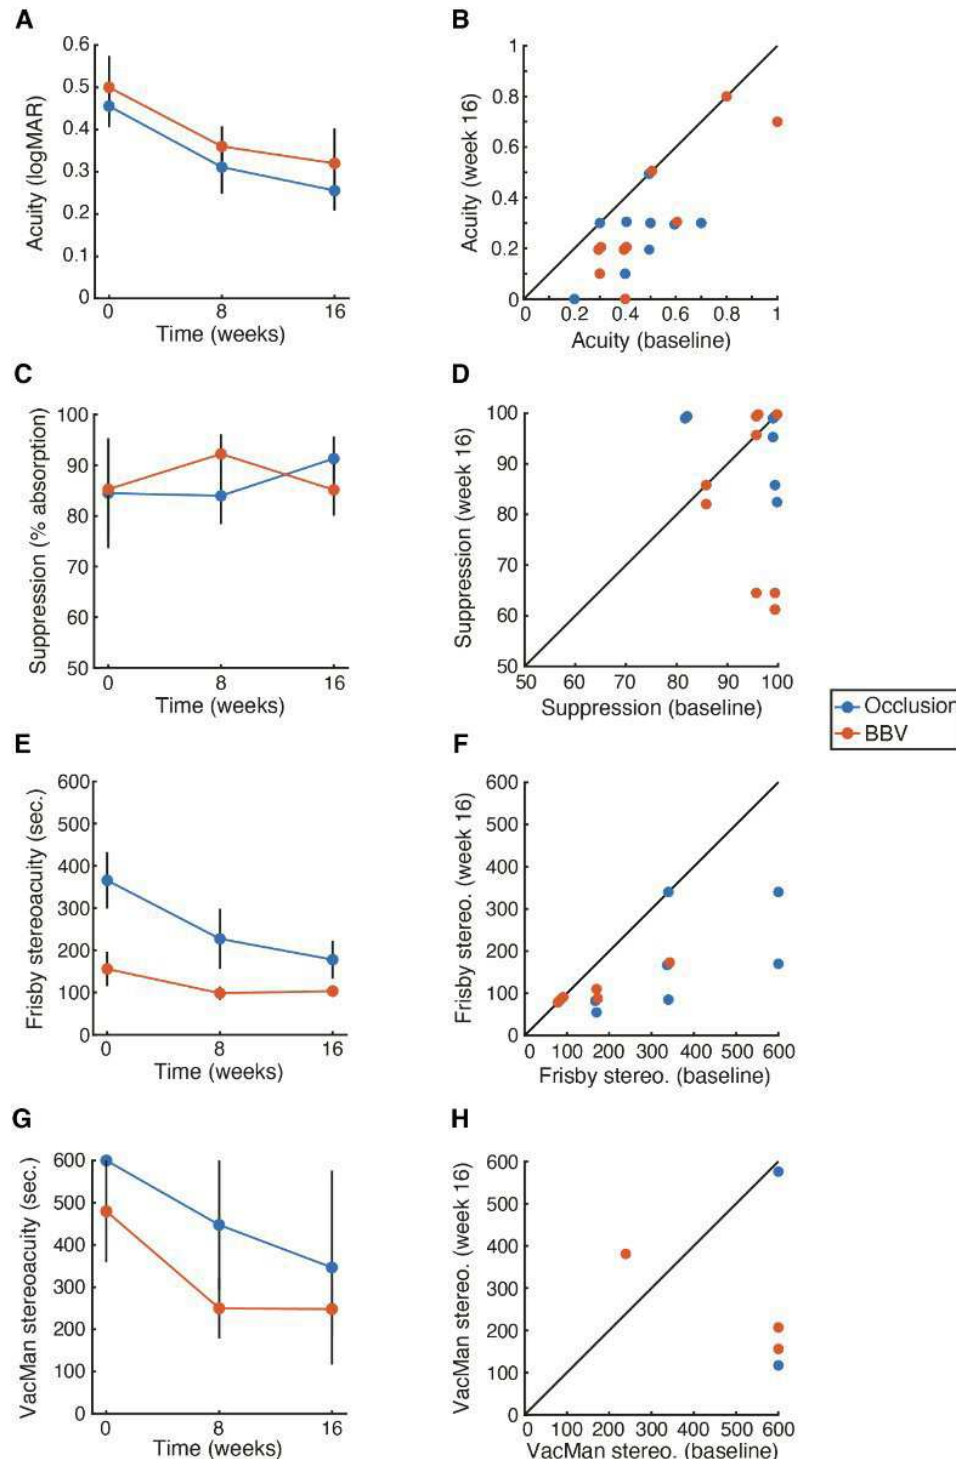 A
0.6
0.5
0.4
0.3
0.2
0.1
0
Acuity (logMAR)
0 8 16
Time (weeks)
B
1
0.8
0.6
0.4
0.2
0
Acuity (week 16)
0 0.2 0.4 0.6 0.8 1
Acuity (baseline)
C
100
90
80
70
60
50
Suppression (% absorption)
0 8 16
Time (weeks)
D
100
90
80
70
60
50
Suppression (week 16)
50 60 70 80 90 100
Suppression (baseline)
Occlusion
BBV
E
600
500
400
300
200
100
0
Frisby stereoacuity (sec.)
0 8 16
Time (weeks)
F
600
500
400
300
200
100
0
Frisby stereo. (week 16)
0 100 200 300 400 500 600
Frisby stereo. (baseline)
G
600
500
400
300
200
100
0
VacMan stereoacuity (sec.)
0 8 16
Time (weeks)
H
600
500
400
300
200
100
0
VacMan stereo. (week 16)
0 100 200 300 400 500 600
VacMan stereo. (baseline)